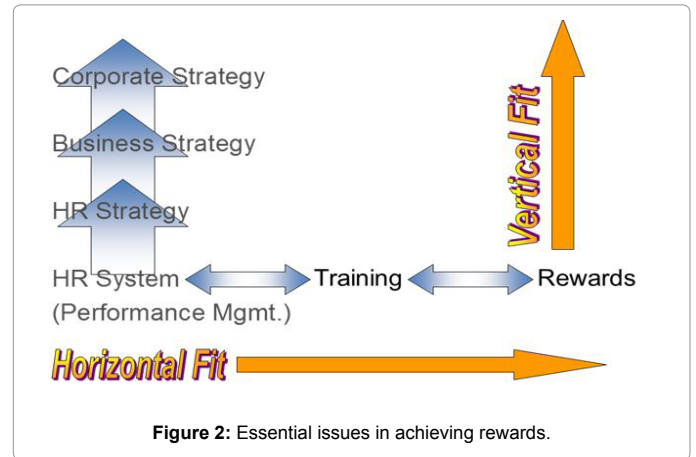 Corporate Strategy
Business Strategy
HR Strategy
Vertical Fit
HR System Training Rewards
(Performance Mgmt.)
Horizontal Fit
Figure 2: Essential issues in achieving rewards.